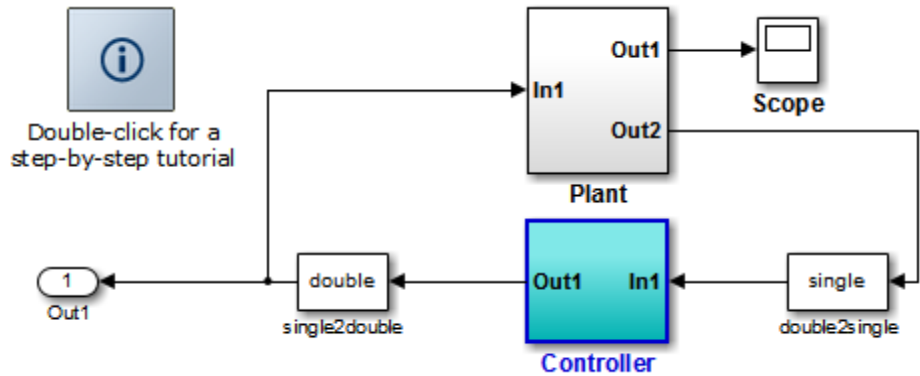 Double-click for a
step-by-step tutorial
Out1
In1
Out2
Plant
Scope
1
Out1
double
single2double
Out1
In1
Controller
single
double2single